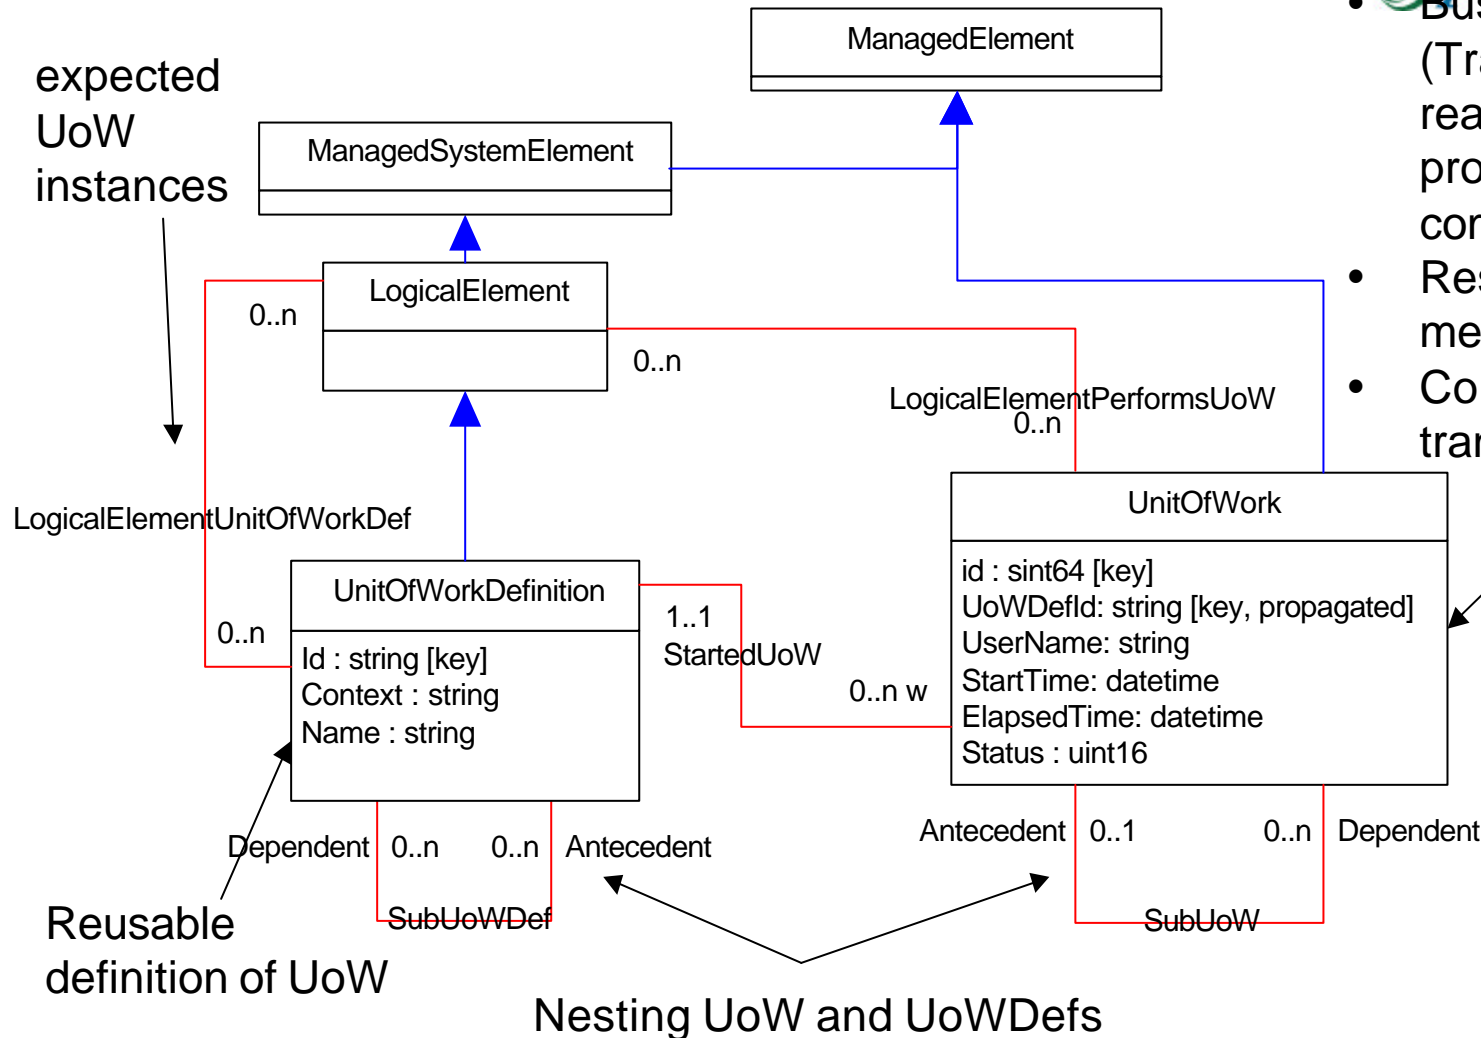 ManagedElement
expected
UoW
instances
ManagedSystemElement
LogicalElement
0..n
0..n
LogicalElementPerformsUoW
0..n
LogicalElementUnitOfWorkDef
UnitOfWork
id : sint64 [key]
UoWDefId: string [key, propagated]
UserName: string
StartTime: datetime
ElapsedTime: datetime
Status : uint16
UnitOfWorkDefinition
0..n
Id : string [key]
Context : string
Name : string
1..1
StartedUoW
0..n w
Dependent 0..n 0..n Antecedent
SubUoWDef
Antecedent 0..1 0..n Dependent
SubUoW
Reusable
definition of UoW
Nesting UoW and UoWDefs
• Bus
(Tra
rea
pro
• Res
me
• Co
tran